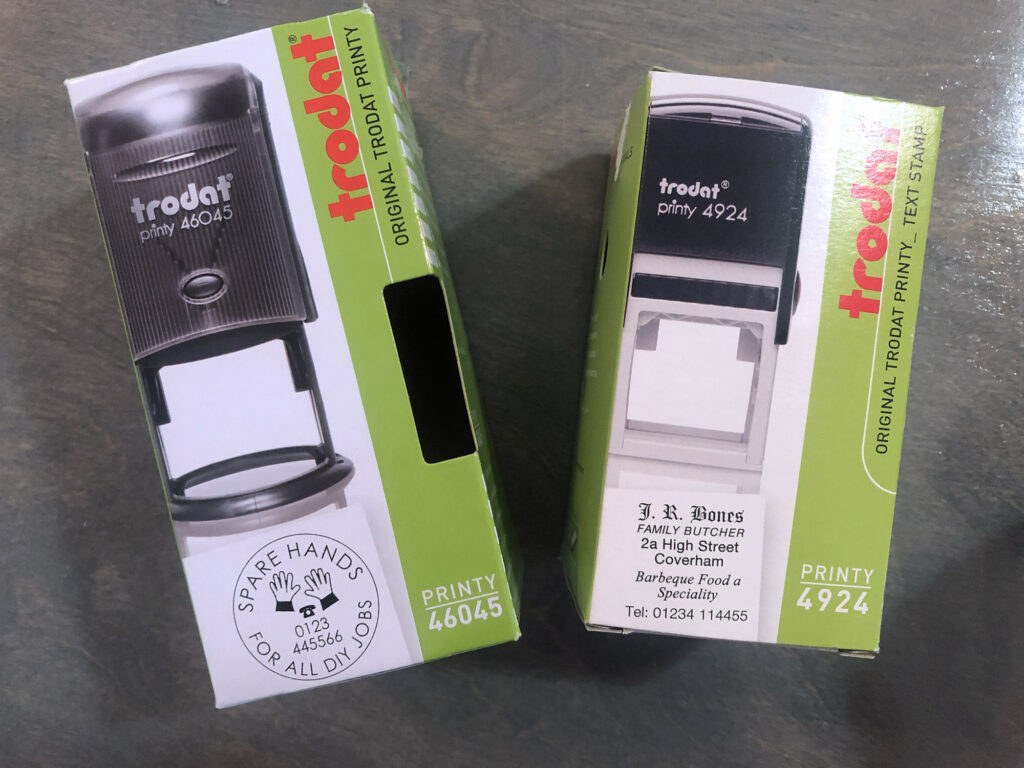 trodat®
ORIGINAL TRODAT PRINTY
trodat®
printy 46045
SPARE HANDS
0123
445566
FOR ALL DIY JOBS
PRINTY
46045
trodat
ORIGINAL TRODAT PRINTY_ TEXT STAMP
trodat®
printy 4924
J. R. Bones
FAMILY BUTCHER
2a High Street
Coverham
Barbeque Food a
Speciality
Tel: 01234 114455
PRINTY
4924